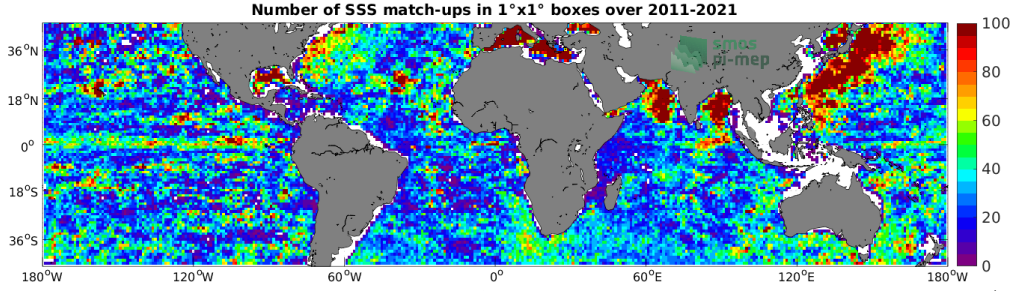 Number of SSS match-ups in 1°x1° boxes over 2011-2021
36°N
18°N
0°
18°S
36°S
180°W
120°W
60°W
0°
60°E
120°E
180°W
100
80
60
40
20
0
smos
pi-mep